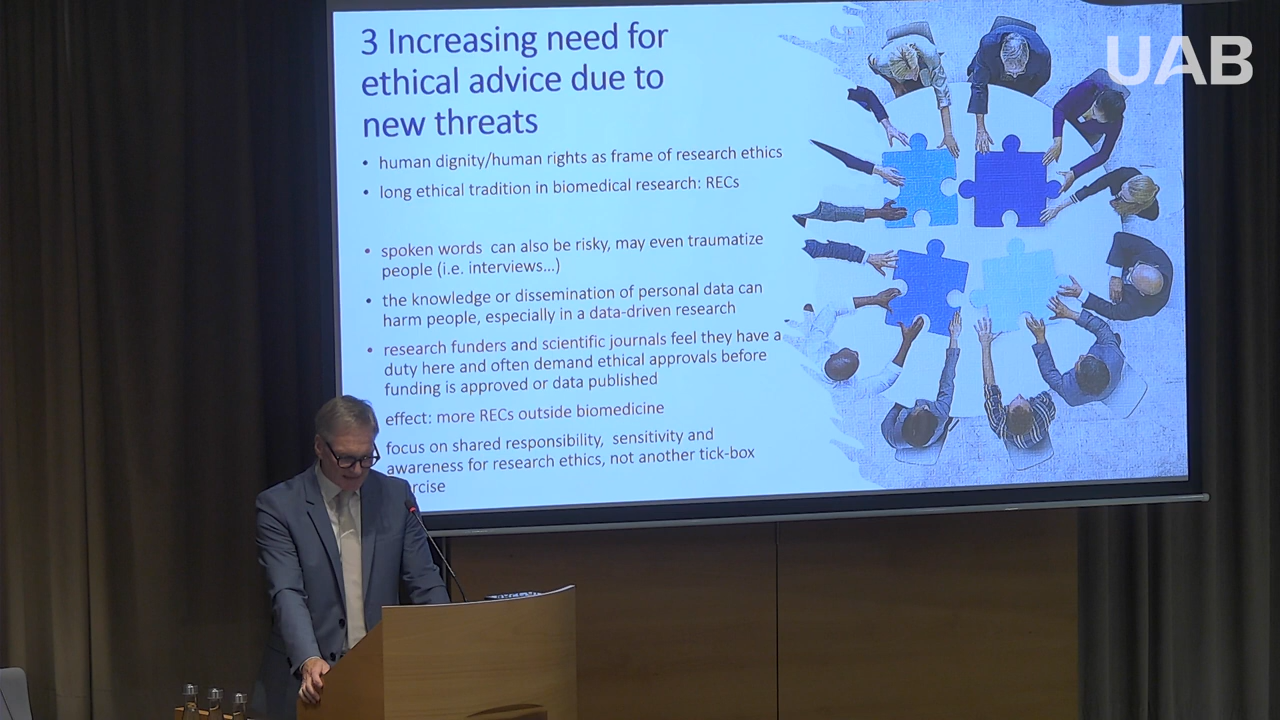 3 Increasing need for
ethical advice due to
new threats
• human dignity/human rights as frame of research ethics
• long ethical tradition in biomedical research: RECs
• spoken words can also be risky, may even traumatize
people (i.e. interviews...)
• the knowledge or dissemination of personal data can
harm people, especially in a data-driven research
• research funders and scientific journals feel they have a
duty here and often demand ethical approvals before
funding is approved or data published
effect: more RECs outside biomedicine
focus on shared responsibility, sensitivity and
awareness for research ethics, not another tick-box
rcise
UAB